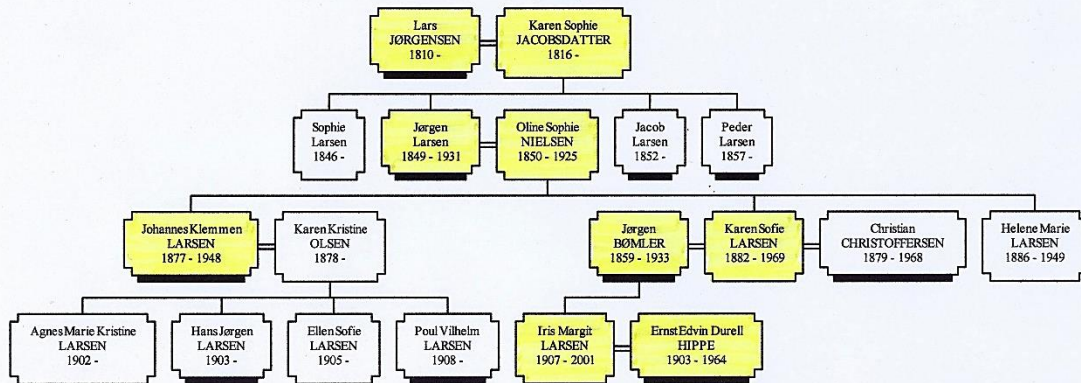 Lars
JØRGENSEN
1810 -
Karen Sophie
JACOBSDATTER
1816 -
Sophie
Larsen
1846 -
Jørgen
Larsen
1849 - 1931
Oline Sophie
NIELSEN
1850 - 1925
Jacob
Larsen
1852 -
Peder
Larsen
1857 -
Johannes Klemmen
LARSEN
1877 - 1948
Karen Kristine
OLSEN
1878 -
Jørgen
BØMLER
1859 - 1933
Karen Sofie
LARSEN
1882 - 1969
Christian
CHRISTOFFERSEN
1879 - 1968
Helene Marie
LARSEN
1886 - 1949
Agnes Marie Kristine
LARSEN
1902 -
Hans Jørgen
LARSEN
1903 -
Ellen Sofie
LARSEN
1905 -
Poul Vilhelm
LARSEN
1908 -
Iris Margit
LARSEN
1907 - 2001
Ernst Edvin Durell
HIPPE
1903 - 1964